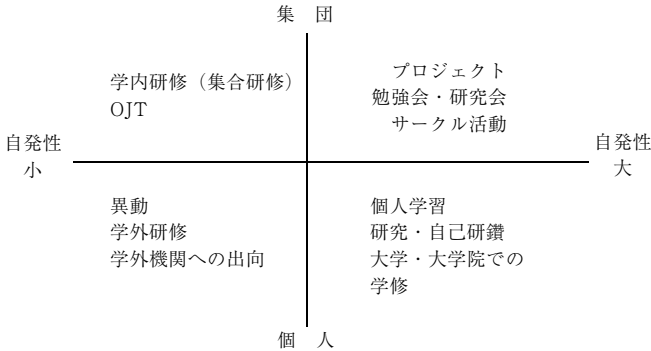 集　団
学内研修（集合研修）
OJT
プロジェクト
勉強会・研究会
サークル活動
自発性
小
自発性
大
異動
学外研修
学外機関への出向
個人学習
研究・自己研鑽
大学・大学院での
学修
個　人